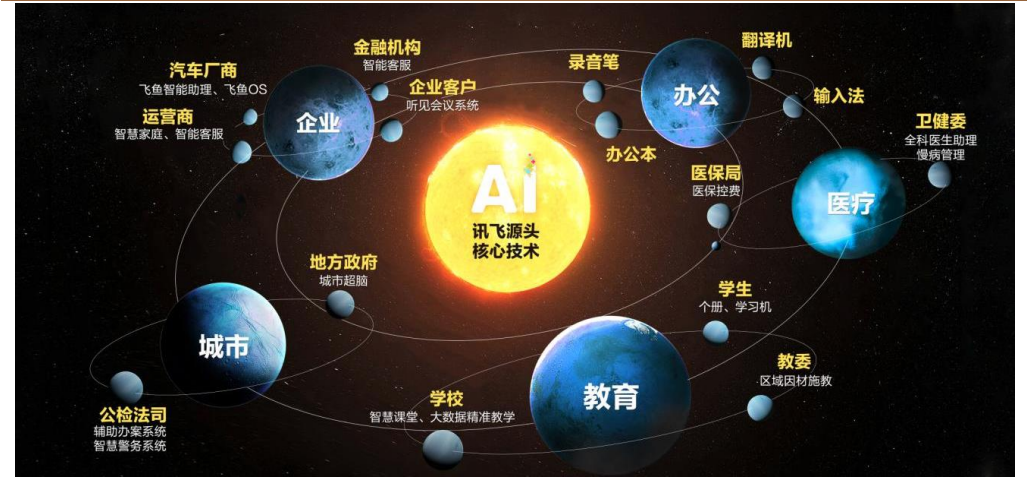 AI
讯飞源头
核心技术
企业
汽车厂商
飞鱼智能助理、飞鱼OS
运营商
智慧家庭、智能客服
金融机构
智能客服
企业客户
听见会议系统
办公
录音笔
翻译机
输入法
办公本
医疗
卫健委
全科医生助理
慢病管理
医保局
医保控费
城市
地方政府
城市超脑
公检法司
辅助办案系统
智慧警务系统
教育
学生
个册、学习机
教委
区域因材施教
学校
智慧课堂、大数据精准教学